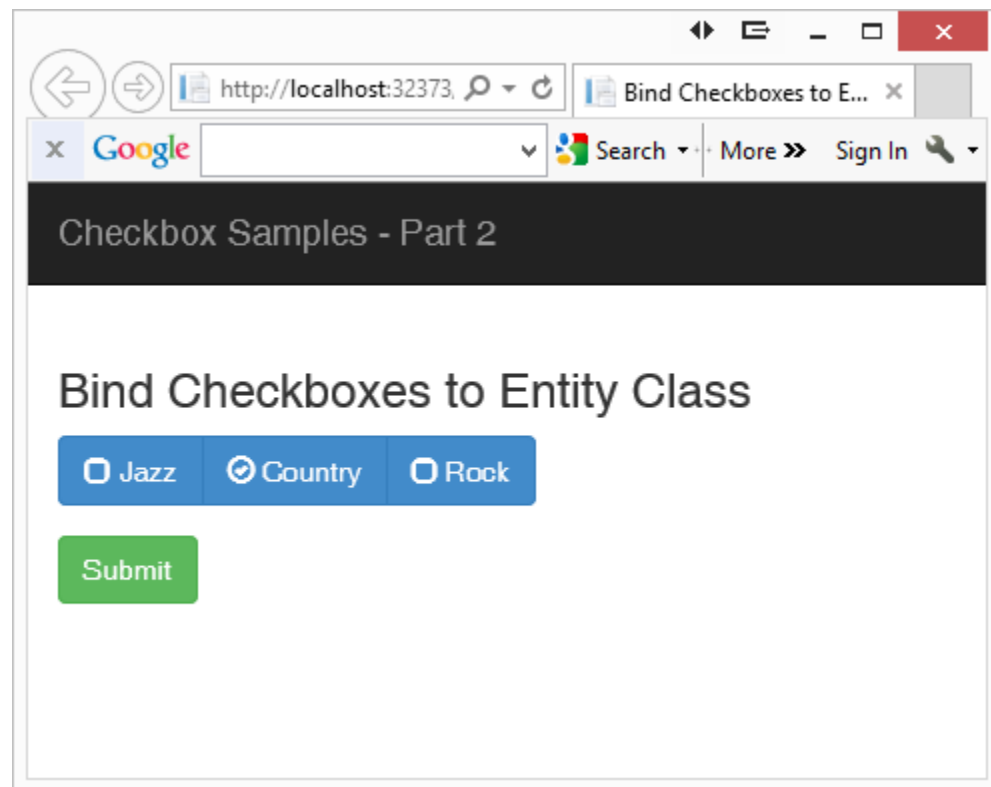 http://localhost:32373, Bind Checkboxes to E...
x Google Search More » Sign In
Checkbox Samples - Part 2
Bind Checkboxes to Entity Class
Jazz Country Rock
Submit